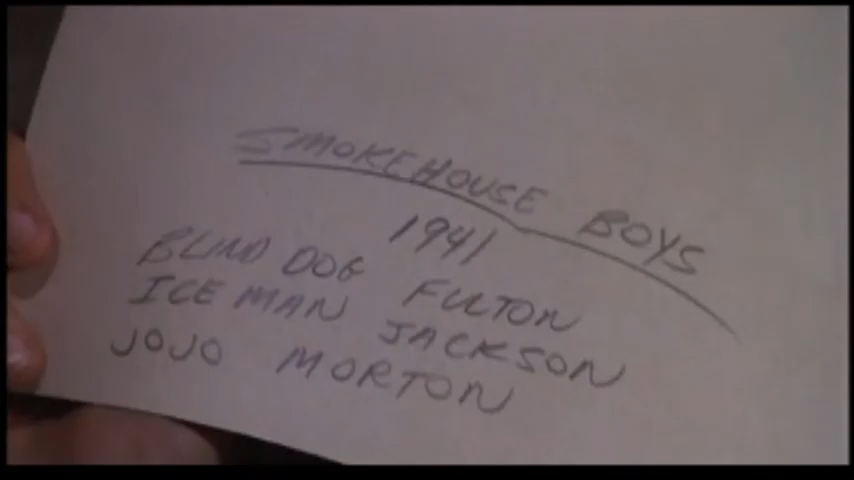 SMOKEHOUSE BOYS
1941
BLIND DOG FULTON
ICE MAN JACKSON
JOJO MORTON